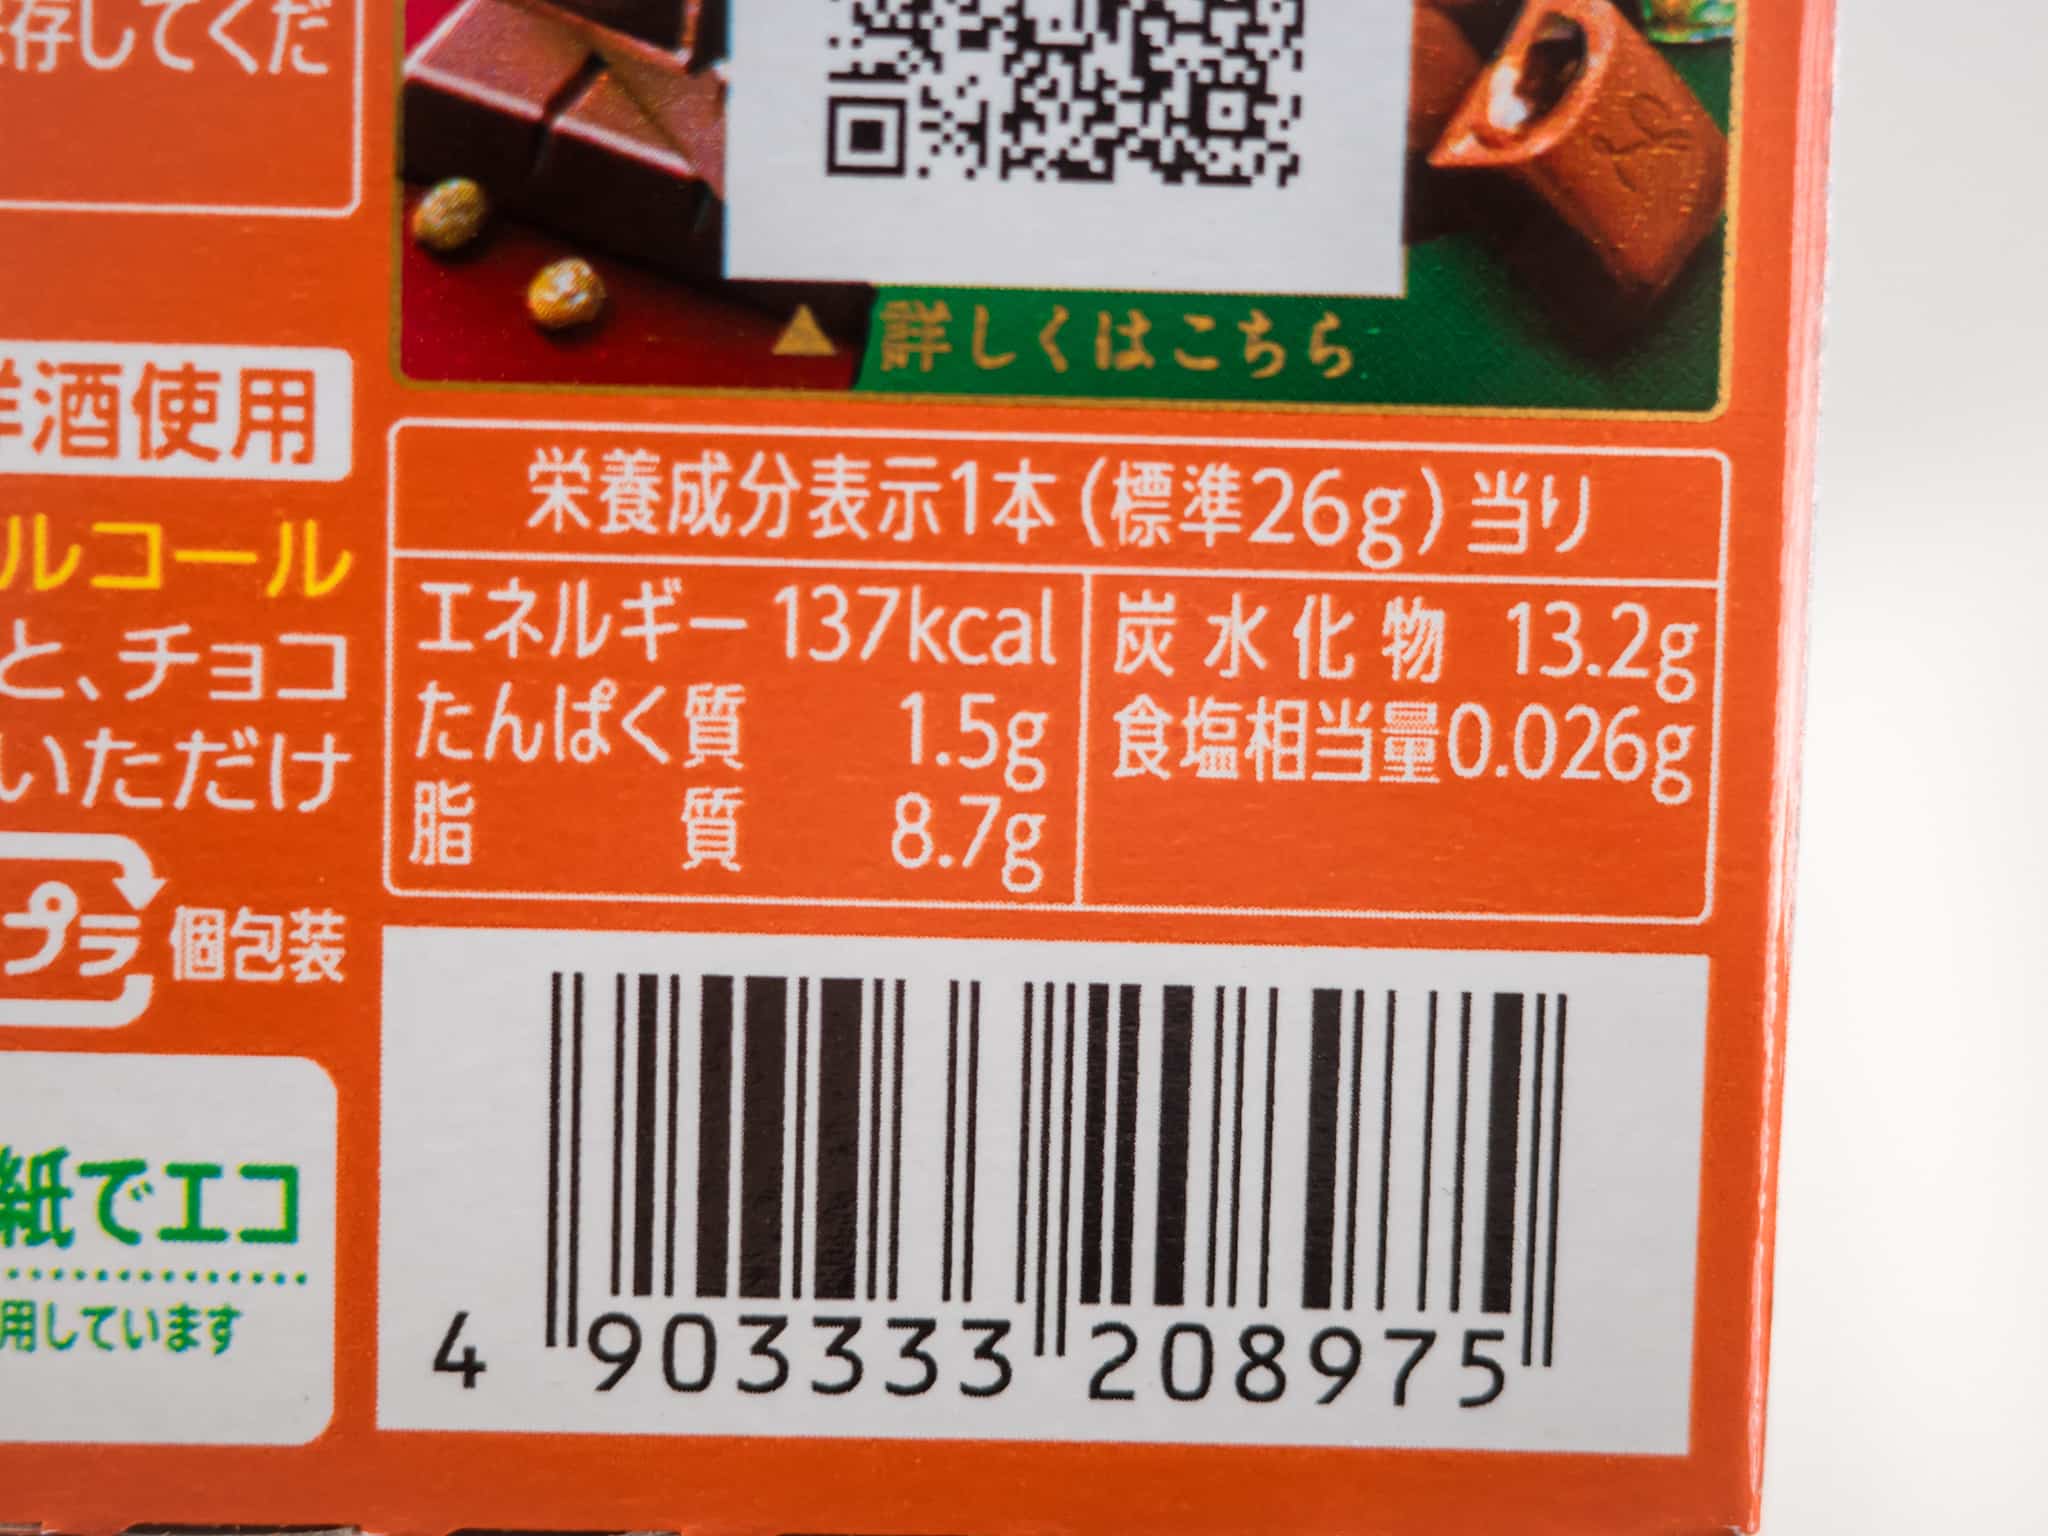 存してくだ
詳しくはこちら
洋酒使用
ルコール
と、チョコ
いただけ
プラ 個包装
紙でエコ
用しています
栄養成分表示1本(標準26g)当り
エネルギー 137kcal
たんぱく質 1.5g
脂質 8.7g
炭水化物 13.2g
食塩相当量0.026g
4 903333 208975